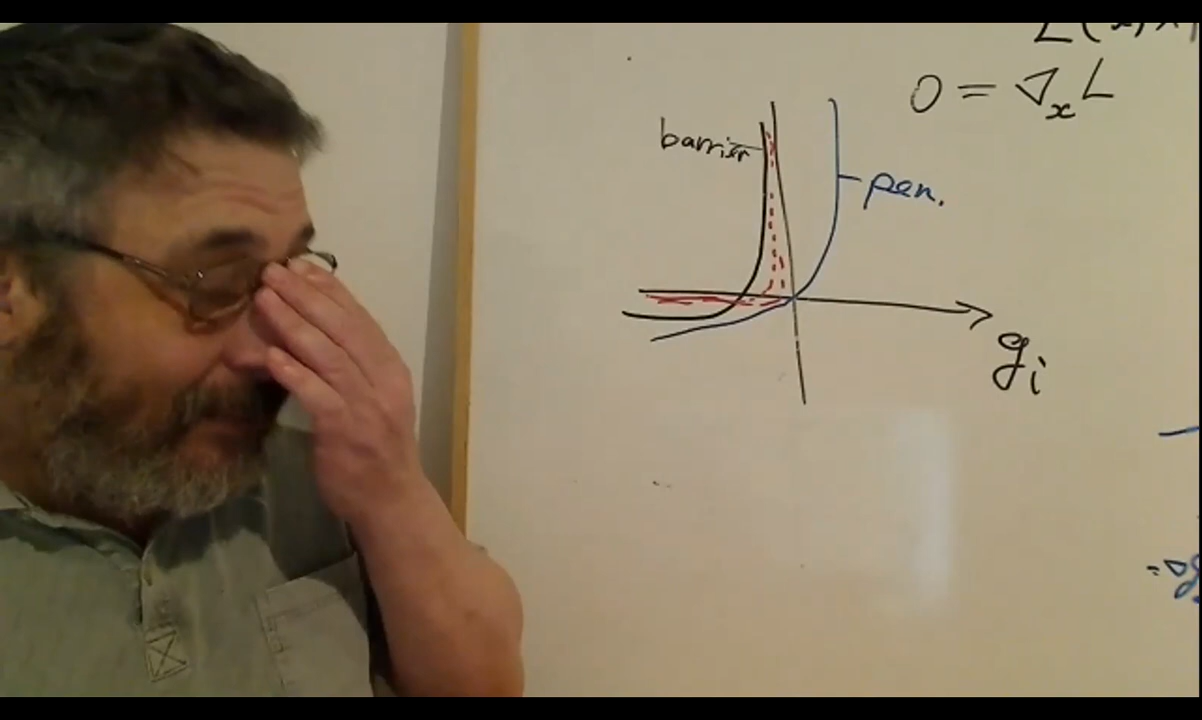 0 = ∇ₓL
barrier
pen.
gᵢ